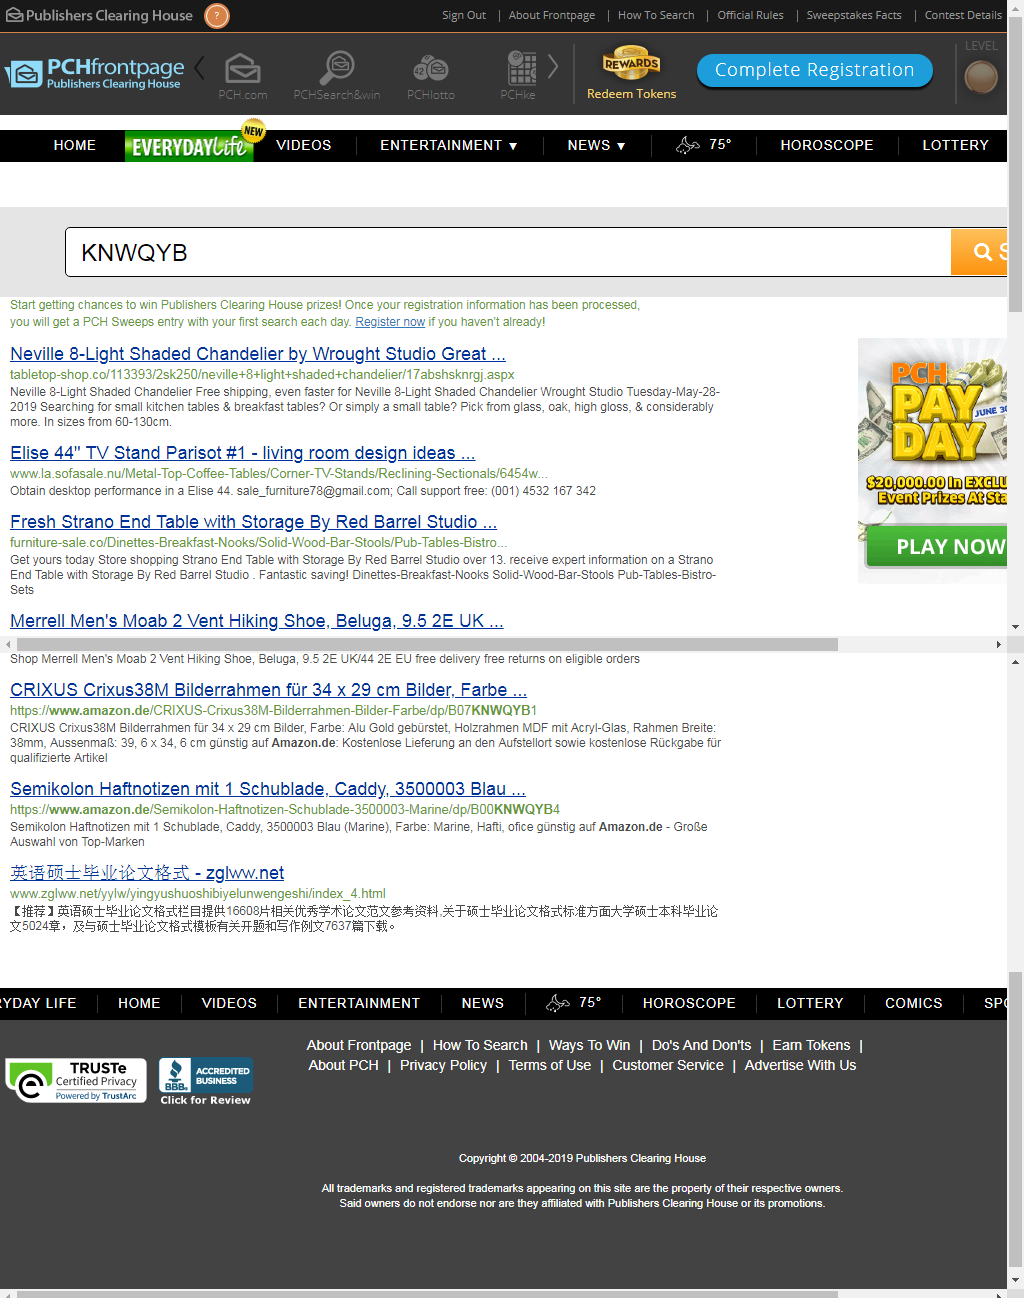 Publishers Clearing House ?
Sign Out | About Frontpage | How To Search | Official Rules | Sweepstakes Facts | Contest Details
PCHfrontpage
Publishers Clearing House
PCH.com
PCHSearch&win
42
PCHlotto
PCHke
REWARDS
Redeem Tokens
Complete Registration
LEVEL
HOME
EVERYDAYLife
NEW
VIDEOS
ENTERTAINMENT ▼
NEWS ▼
75°
HOROSCOPE
LOTTERY
KNWQYB
S
Start getting chances to win Publishers Clearing House prizes! Once your registration information has been processed,
you will get a PCH Sweeps entry with your first search each day. Register now if you haven't already!
Neville 8-Light Shaded Chandelier by Wrought Studio Great ...
tabletop-shop.co/113393/2sk250/neville+8+light+shaded+chandelier/17abshsknrgj.aspx
Neville 8-Light Shaded Chandelier Free shipping, even faster for Neville 8-Light Shaded Chandelier Wrought Studio Tuesday-May-28-
2019 Searching for small kitchen tables & breakfast tables? Or simply a small table? Pick from glass, oak, high gloss, & considerably
more. In sizes from 60-130cm.
Elise 44" TV Stand Parisot #1 - living room design ideas ...
www.la.sofasale.nu/Metal-Top-Coffee-Tables/Corner-TV-Stands/Reclining-Sectionals/6454w...
Obtain desktop performance in a Elise 44. sale_furniture78@gmail.com; Call support free: (001) 4532 167 342
Fresh Strano End Table with Storage By Red Barrel Studio ...
furniture-sale.co/Dinettes-Breakfast-Nooks/Solid-Wood-Bar-Stools/Pub-Tables-Bistro...
Get yours today Store shopping Strano End Table with Storage By Red Barrel Studio over 13. receive expert information on a Strano
End Table with Storage By Red Barrel Studio . Fantastic saving! Dinettes-Breakfast-Nooks Solid-Wood-Bar-Stools Pub-Tables-Bistro-
Sets
Merrell Men's Moab 2 Vent Hiking Shoe, Beluga, 9.5 2E UK ...
PCH
PAY
DAY
JUNE 30
$20,000.00 In EXCLU
Event Prizes At Sta
PLAY NOW
Shop Merrell Men's Moab 2 Vent Hiking Shoe, Beluga, 9.5 2E UK/44 2E EU free delivery free returns on eligible orders
CRIXUS Crixus38M Bilderrahmen für 34 x 29 cm Bilder, Farbe ...
https://www.amazon.de/CRIXUS-Crixus38M-Bilderrahmen-Bilder-Farbe/dp/B07KNWQYB1
CRIXUS Crixus38M Bilderrahmen für 34 x 29 cm Bilder, Farbe: Alu Gold gebürstet, Holzrahmen MDF mit Acryl-Glas, Rahmen Breite:
38mm, Aussenmaß: 39, 6 x 34, 6 cm günstig auf Amazon.de: Kostenlose Lieferung an den Aufstellort sowie kostenlose Rückgabe für
qualifizierte Artikel
Semikolon Haftnotizen mit 1 Schublade, Caddy, 3500003 Blau ...
https://www.amazon.de/Semikolon-Haftnotizen-Schublade-3500003-Marine/dp/B00KNWQYB4
Semikolon Haftnotizen mit 1 Schublade, Caddy, 3500003 Blau (Marine), Farbe: Marine, Hafti, ofice günstig auf Amazon.de - Große
Auswahl von Top-Marken
英语硕士毕业论文格式 - zglww.net
www.zglww.net/yylw/yingyushuoshibiyelunwengeshi/index_4.html
【推荐】英语硕士毕业论文格式栏目提供16608片相关优秀学术论文范文参考资料,关于硕士毕业论文格式标准方面大学硕士本科毕业论
文5024章，及与硕士毕业论文格式模板有关开题和写作例文7637篇下载。
RYDAY LIFE
HOME
VIDEOS
ENTERTAINMENT
NEWS
75°
HOROSCOPE
LOTTERY
COMICS
SPO
About Frontpage | How To Search | Ways To Win | Do's And Don'ts | Earn Tokens |
About PCH | Privacy Policy | Terms of Use | Customer Service | Advertise With Us
TRUSTe
Certified Privacy
Powered by TrustArc
BBB.
ACCREDITED
BUSINESS
Click for Review
Copyright © 2004-2019 Publishers Clearing House
All trademarks and registered trademarks appearing on this site are the property of their respective owners.
Said owners do not endorse nor are they affiliated with Publishers Clearing House or its promotions.